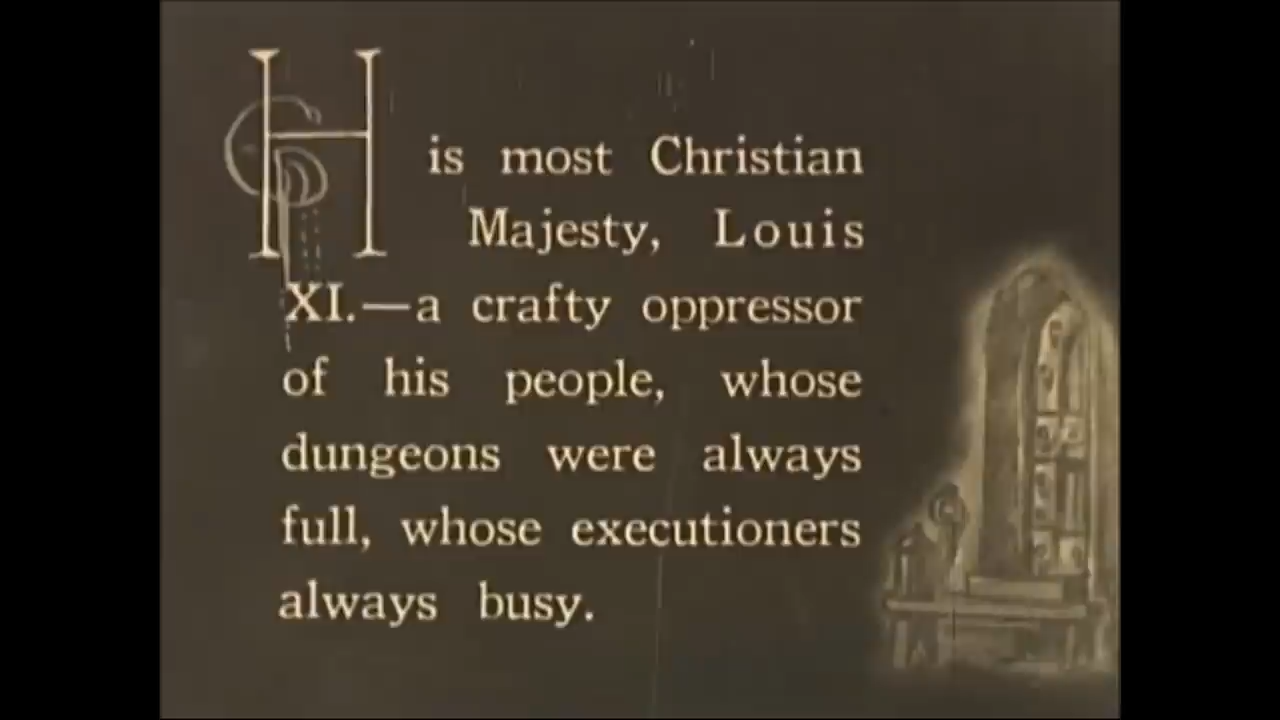 His most Christian
Majesty, Louis
XI.—a crafty oppressor
of his people, whose
dungeons were always
full, whose executioners
always busy.